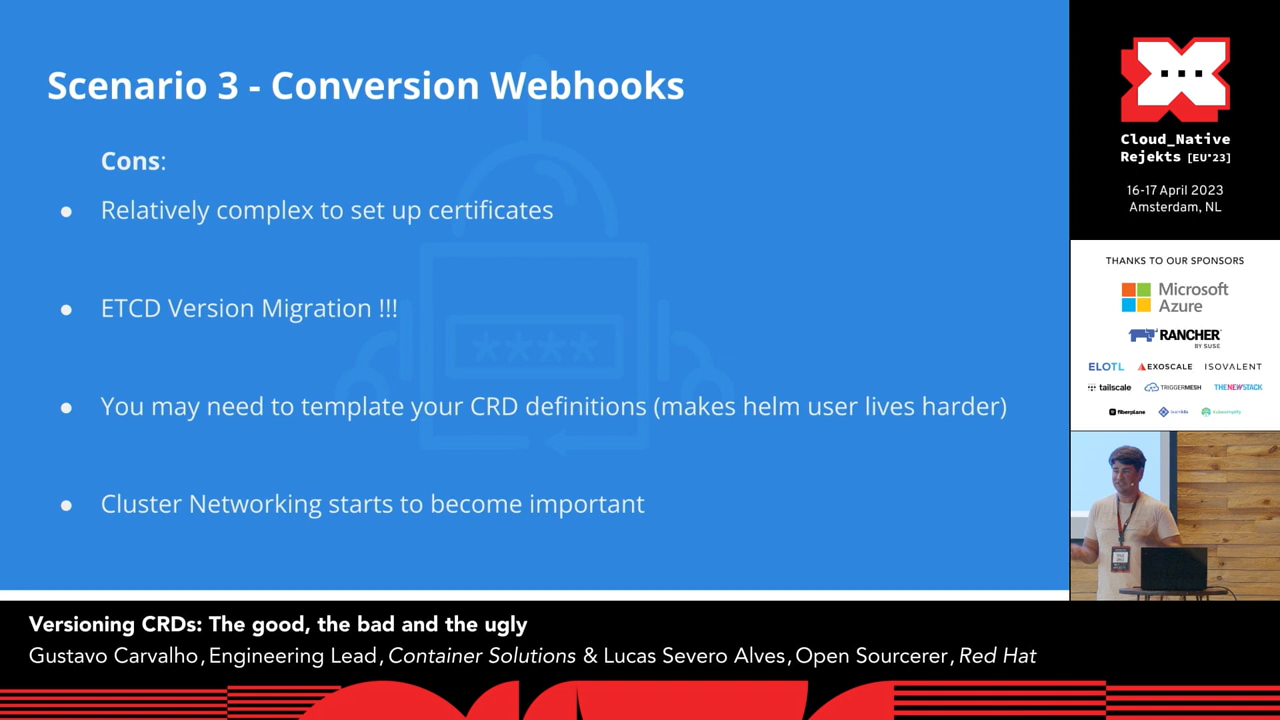 Scenario 3 - Conversion Webhooks
Cons:
● Relatively complex to set up certificates
● ETCD Version Migration !!!
● You may need to template your CRD definitions (makes helm user lives harder)
● Cluster Networking starts to become important
****
Cloud_Native
Rejekts [EU'23]
16-17 April 2023
Amsterdam, NL
THANKS TO OUR SPONSORS
Microsoft
Azure
RANCHER
BY SUSE
ELOTL EXOSCALE ISOVALENT
tailscale TRIGGERMESH THENEWSTACK
fiberplane kubesimplify
Versioning CRDs: The good, the bad and the ugly
Gustavo Carvalho, Engineering Lead, Container Solutions & Lucas Severo Alves, Open Sourcerer, Red Hat